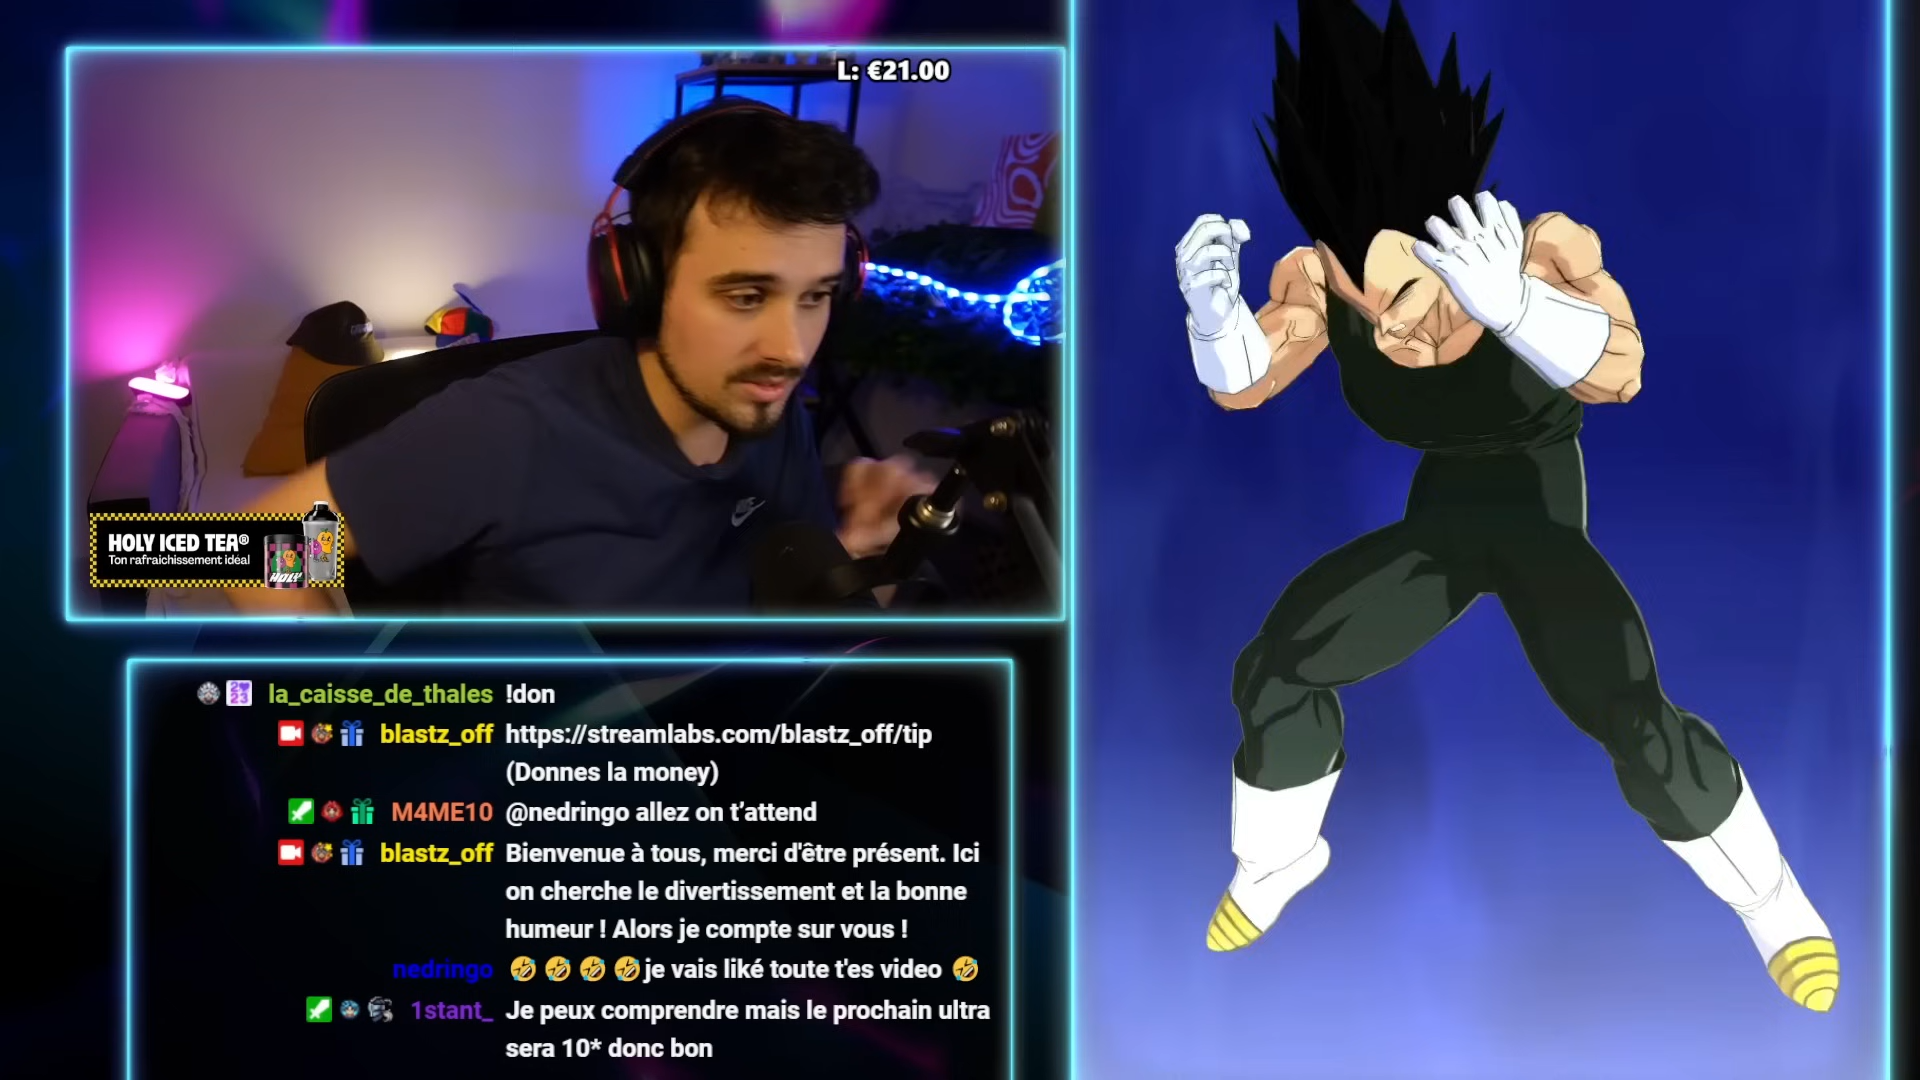 L: €21.00
HOLY ICED TEA®
Ton rafraichissement idéal
HOLY
la_caisse_de_thales !don
blastz_off https://streamlabs.com/blastz_off/tip
(Donnes la money)
M4ME10 @nedringo allez on t’attend
blastz_off Bienvenue à tous, merci d'être présent. Ici
on cherche le divertissement et la bonne
humeur ! Alors je compte sur vous !
nedringo 🤣 🤣 🤣 🤣 je vais liké toute t'es video 🤣
1stant_ Je peux comprendre mais le prochain ultra
sera 10* donc bon